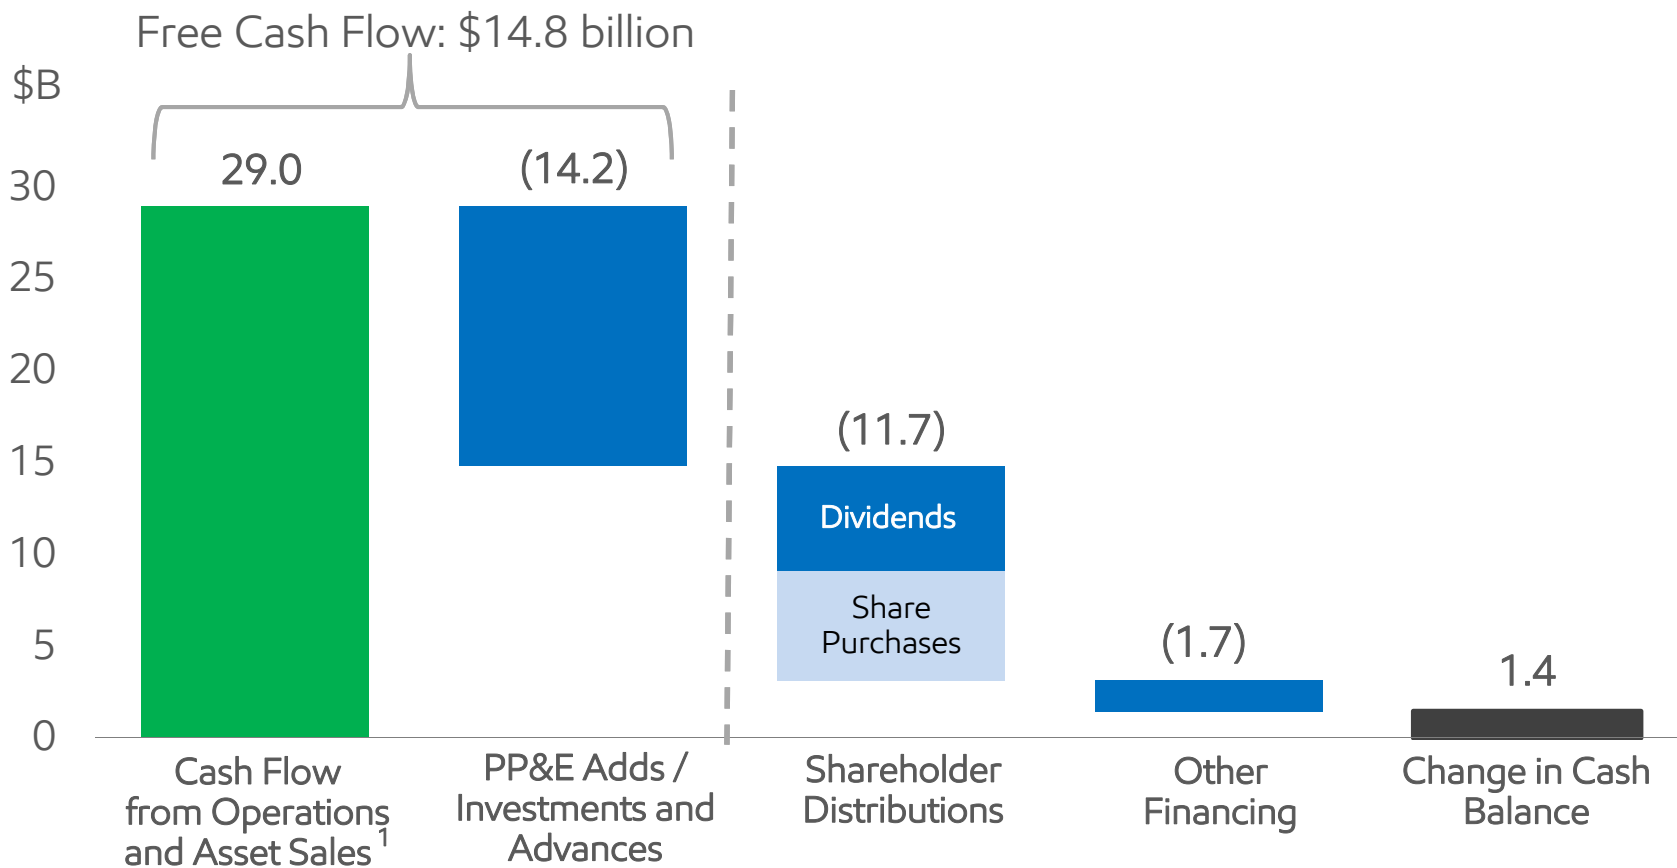 Free Cash Flow: $14.8 billion
$B
29.0
(14.2)
30
25
20
15
10
5
0
(11.7)
Dividends
Share
Purchases
(1.7)
1.4
Cash Flow
from Operations
and Asset Sales 1
PP&E Adds /
Investments and
Advances
Shareholder
Distributions
Other
Financing
Change in Cash
Balance